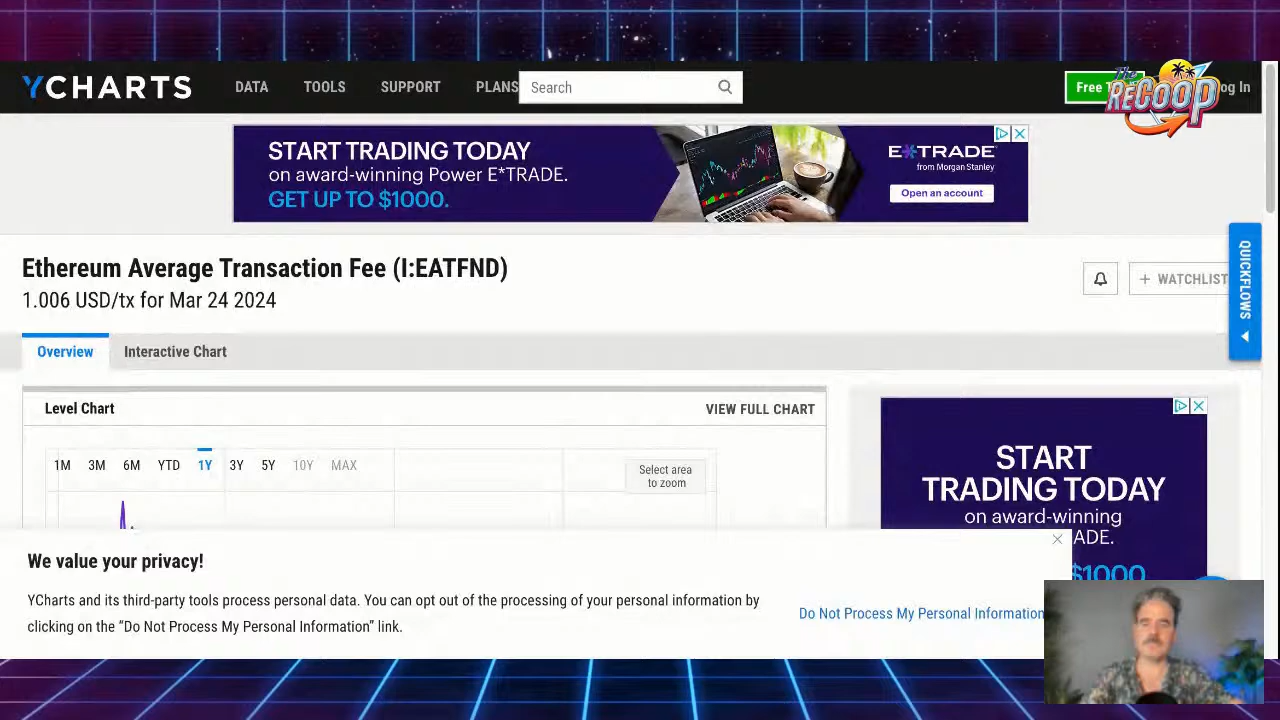 YCHARTS
DATA
TOOLS
SUPPORT
PLANS
Search
Free
Log In
The
ReCOOP
START TRADING TODAY
on award-winning Power E*TRADE.
GET UP TO $1000.
E*TRADE
from Morgan Stanley
Open an account
Ethereum Average Transaction Fee (I:EATFND)
1.006 USD/tx for Mar 24 2024
+ WATCHLIST
QUICKFLOWS
Overview
Interactive Chart
Level Chart
VIEW FULL CHART
1M 3M 6M YTD 1Y 3Y 5Y 10Y MAX
Select area
to zoom
START
TRADING TODAY
on award-winning
ADE.
$1000
We value your privacy!
YCharts and its third-party tools process personal data. You can opt out of the processing of your personal information by
clicking on the “Do Not Process My Personal Information” link.
Do Not Process My Personal Information